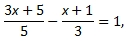 (3x + 5)/5 − (x + 1)/3 = 1,